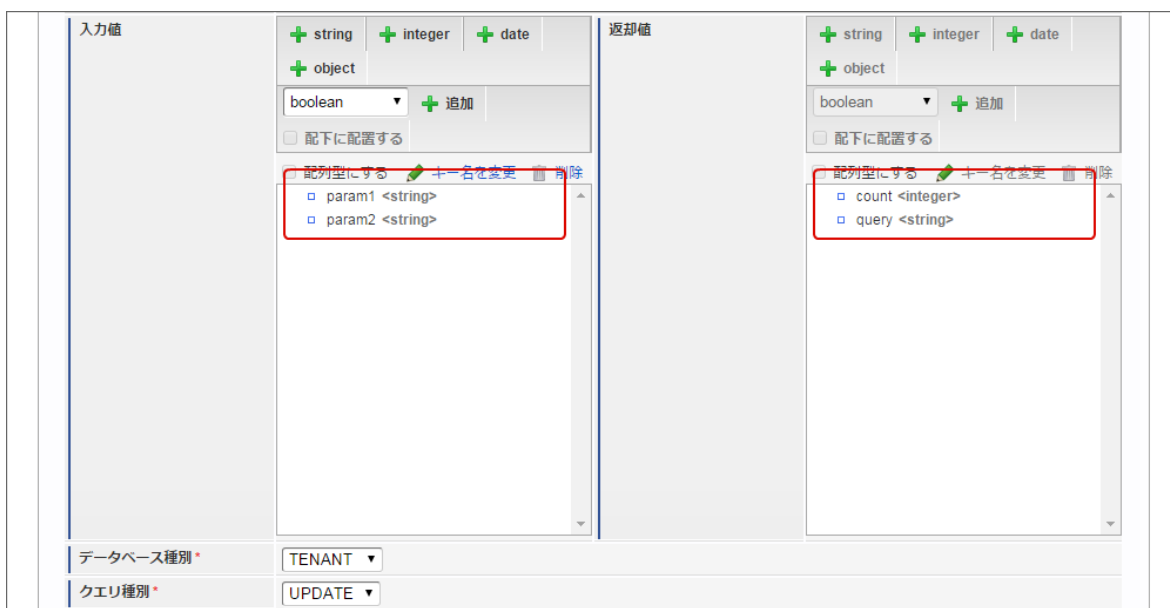 入力値
string integer date
object
boolean 追加
配下に配置する
配列型にする キー名を変更 削除
param1 <string>
param2 <string>
返却値
string integer date
object
boolean 追加
配下に配置する
配列型にする キー名を変更 削除
count <integer>
query <string>
データベース種別* TENANT
クエリ種別* UPDATE